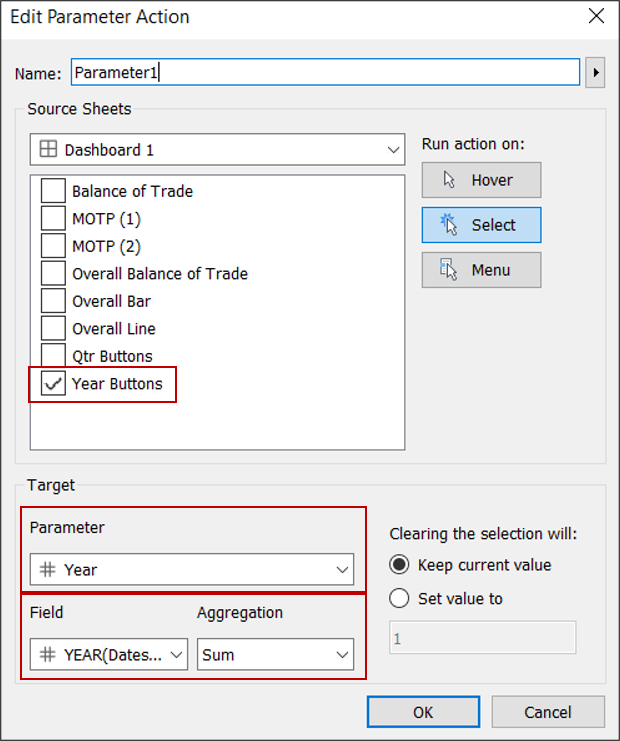 Edit Parameter Action
Name: Parameter1
Source Sheets
Dashboard 1
Run action on:
Balance of Trade
MOTP (1)
MOTP (2)
Overall Balance of Trade
Overall Bar
Overall Line
Qtr Buttons
Year Buttons
Hover
Select
Menu
Target
Parameter
Year
Field
Aggregation
YEAR(Dates...
Sum
Clearing the selection will:
Keep current value
Set value to
1
OK
Cancel